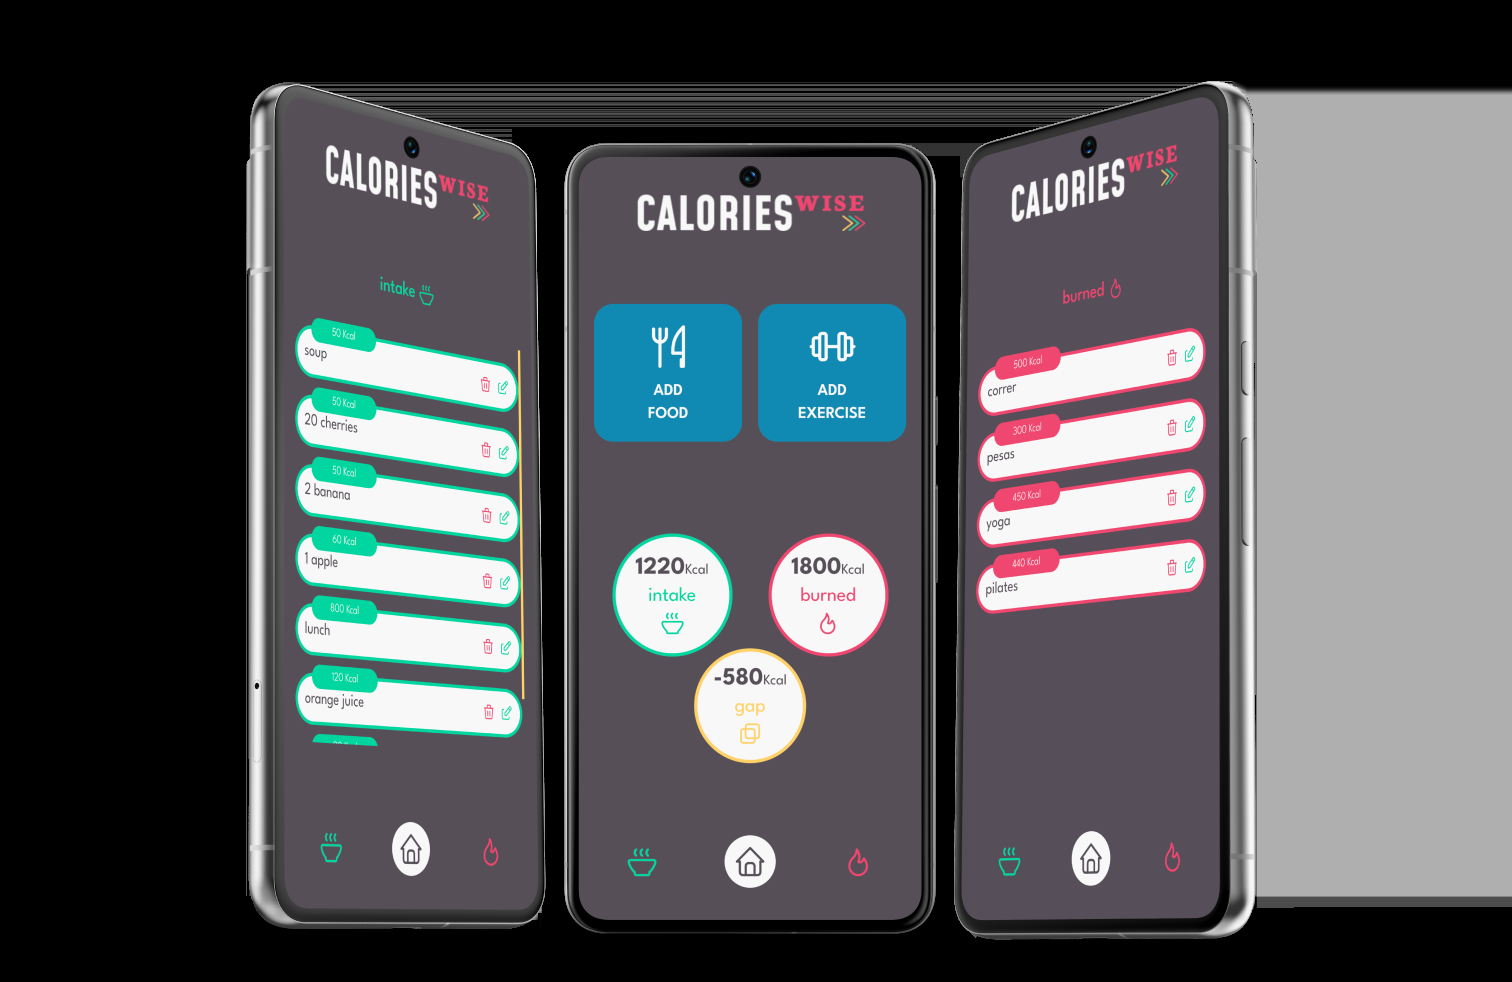 CALORIES WISE
intake
50 Kcal
soup
50 Kcal
20 cherries
50 Kcal
2 banana
60 Kcal
1 apple
800 Kcal
lunch
120 Kcal
orange juice
CALORIES WISE
ADD
FOOD
ADD
EXERCISE
1220Kcal
intake
1800Kcal
burned
-580Kcal
gap
CALORIES WISE
burned
500 Kcal
correr
300 Kcal
pesas
450 Kcal
yoga
440 Kcal
pilates